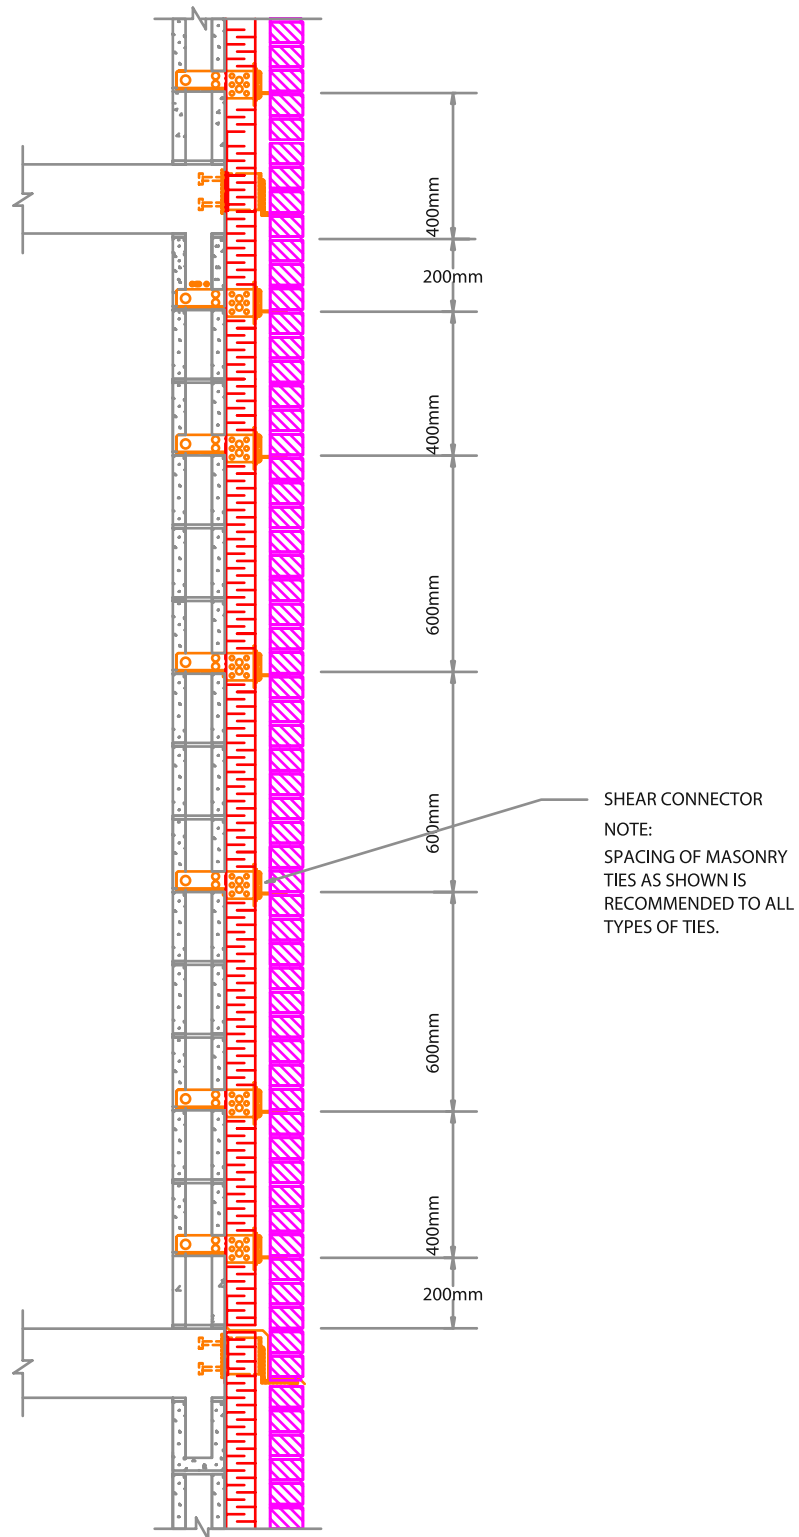 400mm
200mm
400mm
600mm
600mm
SHEAR CONNECTOR
NOTE:
SPACING OF MASONRY
TIES AS SHOWN IS
RECOMMENDED TO ALL
TYPES OF TIES.
600mm
400mm
200mm